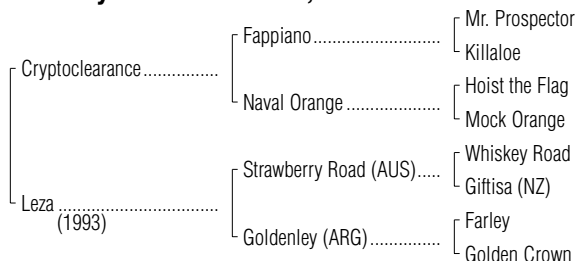 Mr. Prospector
Fappiano
Killaloe
Cryptoclearance
Hoist the Flag
Naval Orange
Mock Orange
Whiskey Road
Strawberry Road (AUS)
Giftisa (NZ)
Leza
(1993)
Farley
Goldenley (ARG)
Golden Crown